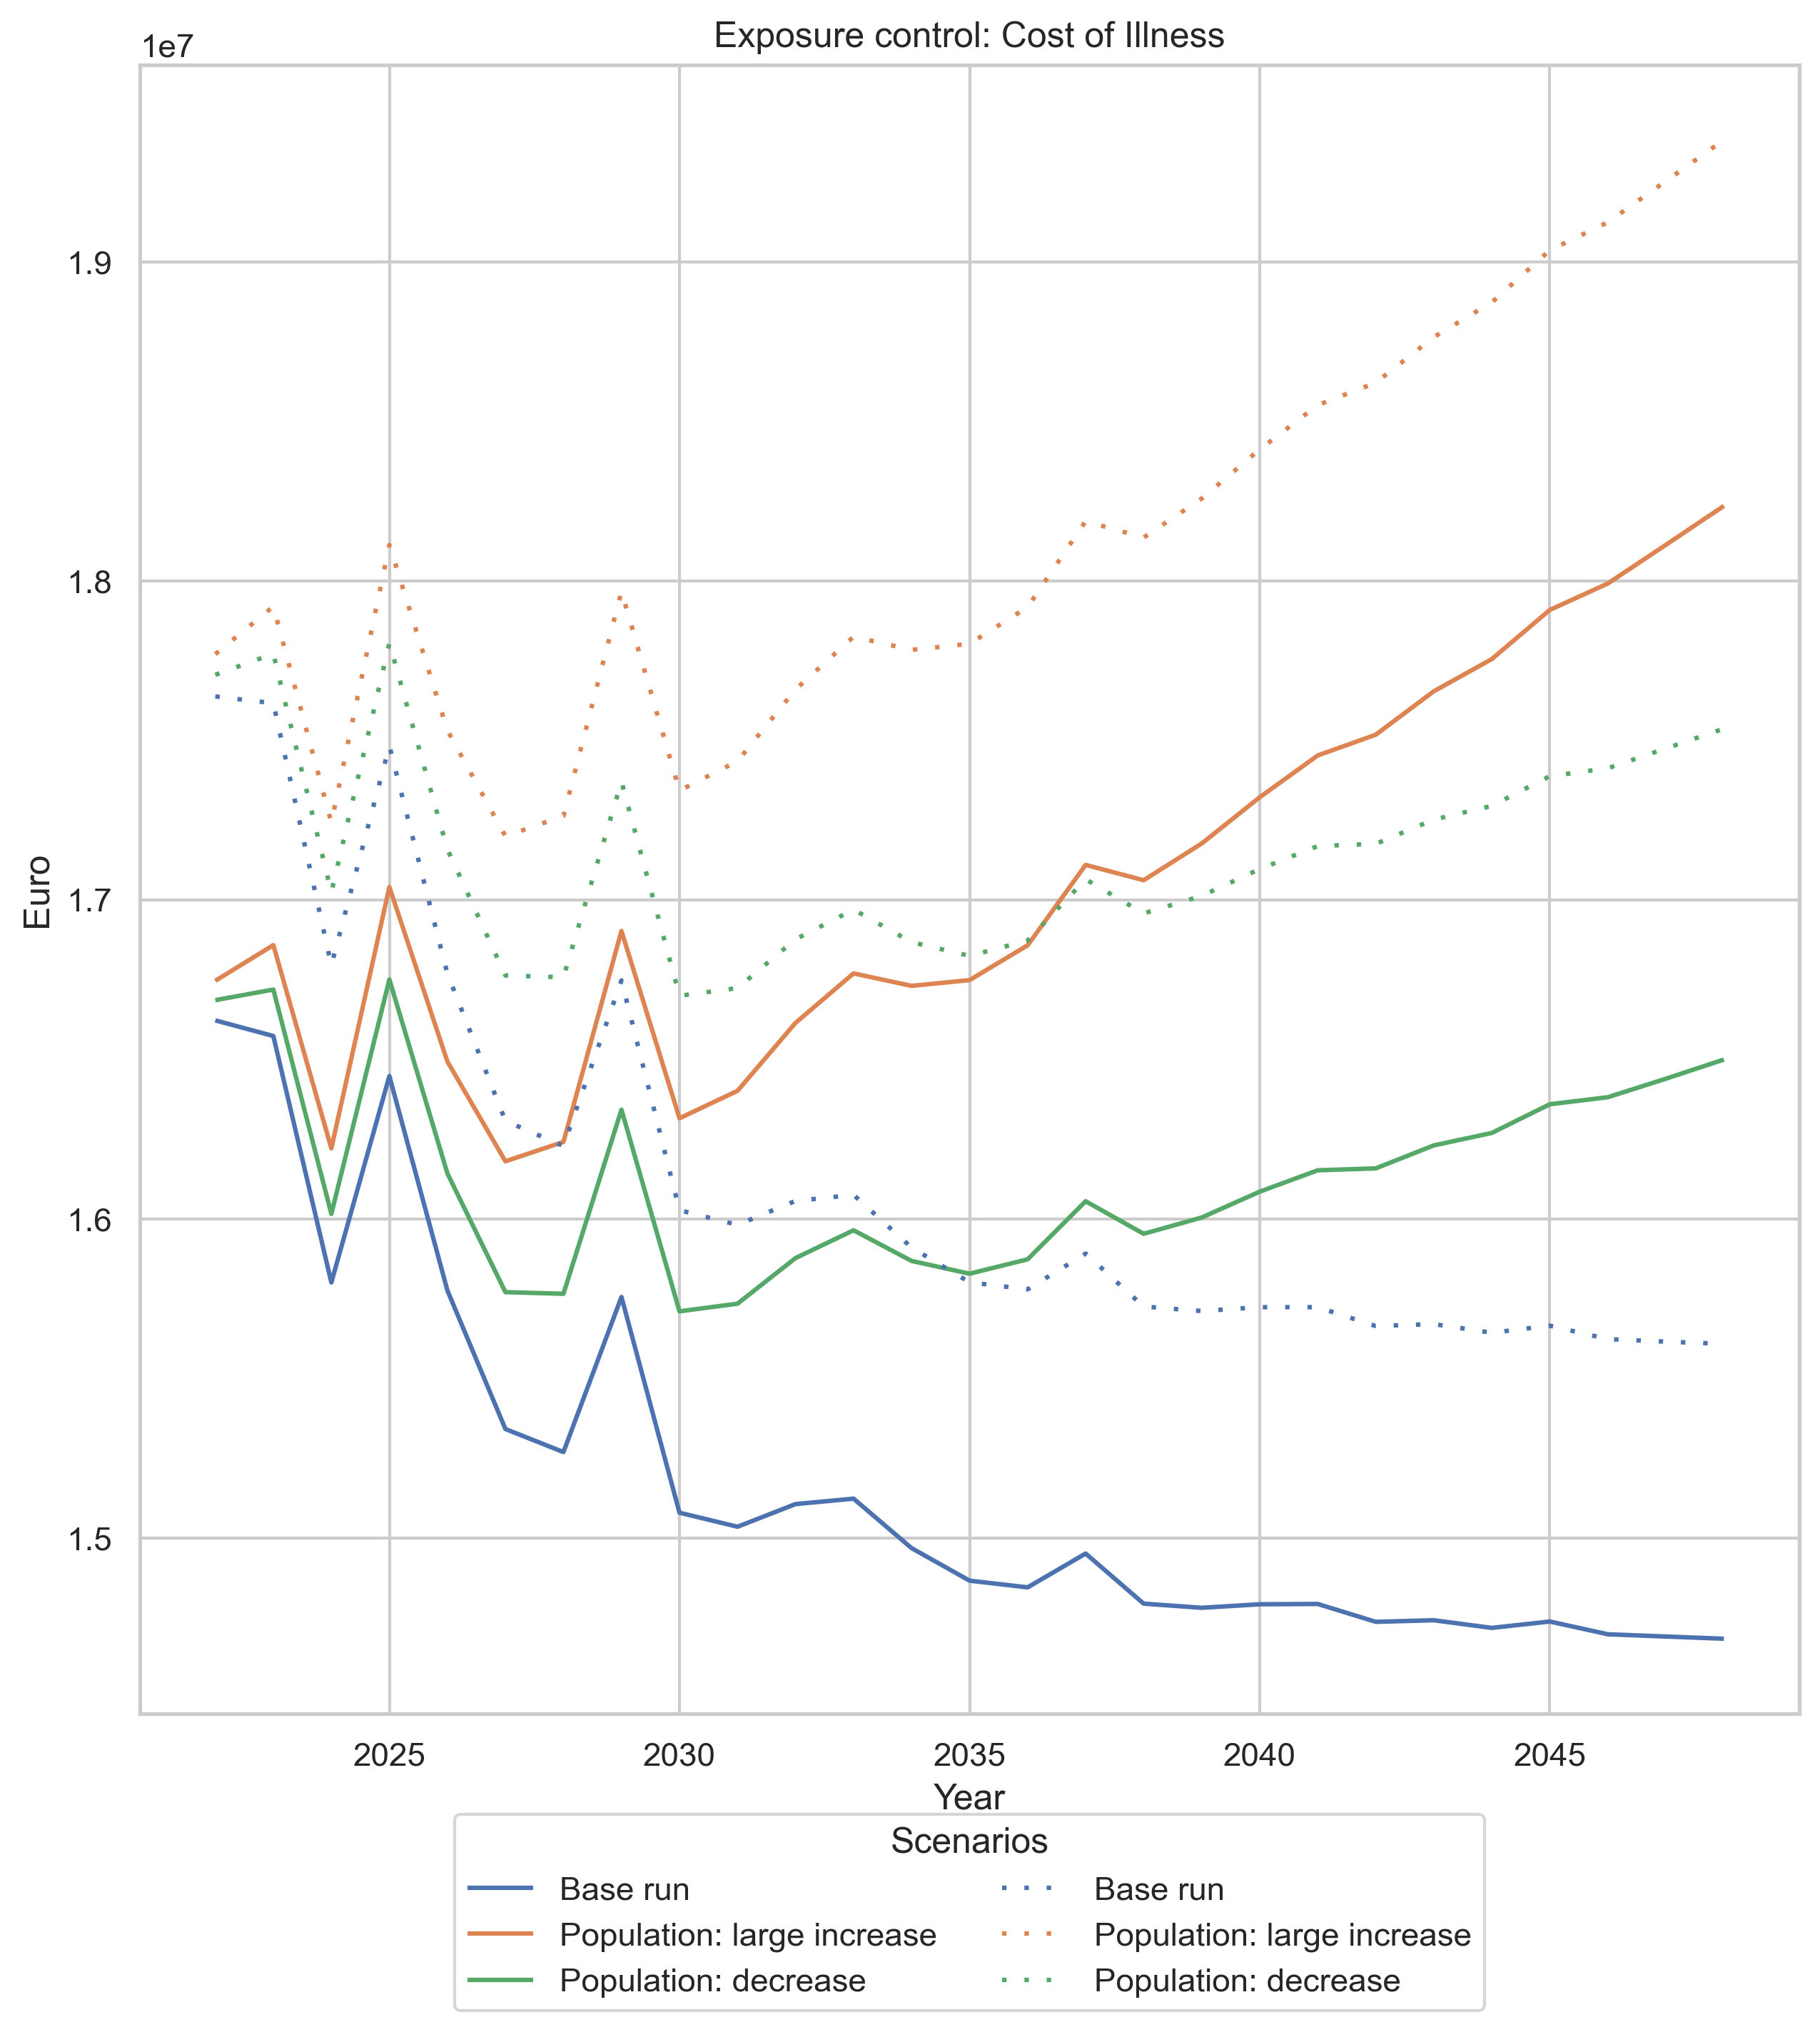 Exposure control: Cost of Illness
1e7
1.9
1.8
1.7
1.6
1.5
Euro
2025 2030 2035 2040 2045
Year
Scenarios
Base run Base run
Population: large increase Population: large increase
Population: decrease Population: decrease